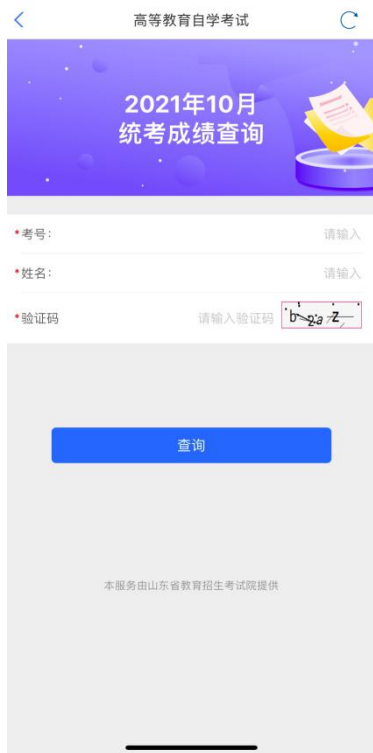 高等教育自学考试
2021年10月
统考成绩查询
*考号： 请输入
*姓名： 请输入
*验证码 请输入验证码
查询
本服务由山东省教育招生考试院提供